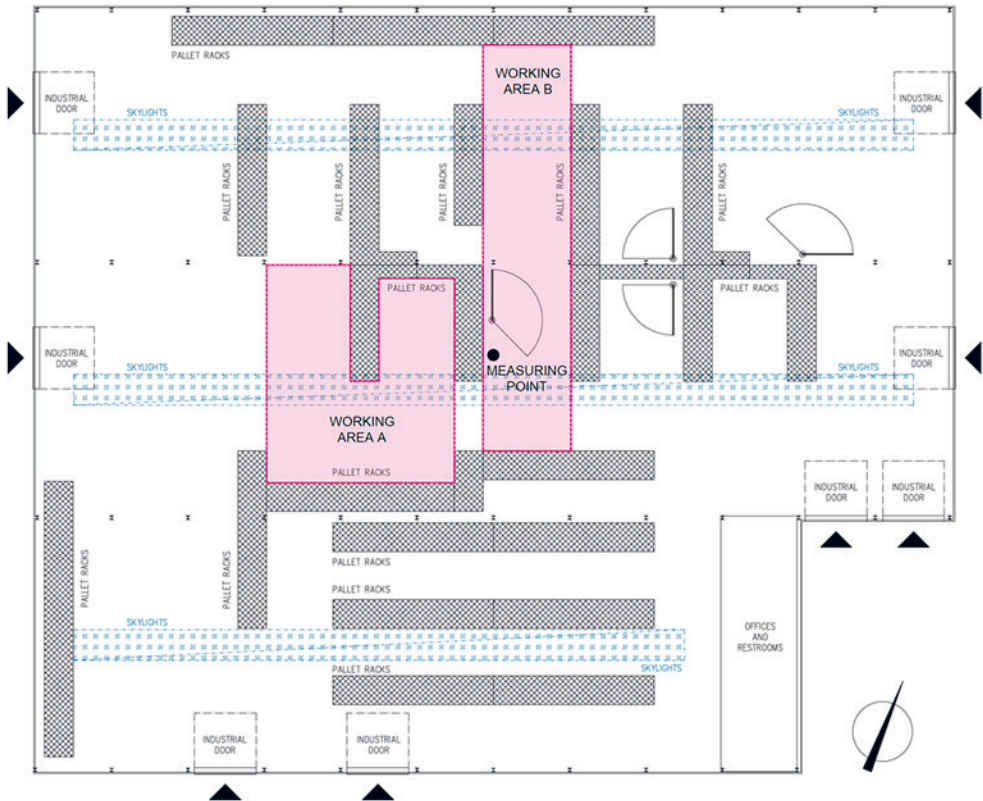 PALLET RACKS
WORKING
AREA B
INDUSTRIAL
DOOR
SKYLIGHTS
SKYLIGHTS
INDUSTRIAL
DOOR
PALLET RACKS
PALLET RACKS
PALLET RACKS
PALLET RACKS
PALLET RACKS
PALLET RACKS
PALLET RACKS
INDUSTRIAL
DOOR
SKYLIGHTS
MEASURING
POINT
SKYLIGHTS
INDUSTRIAL
DOOR
WORKING
AREA A
PALLET RACKS
INDUSTRIAL
DOOR
INDUSTRIAL
DOOR
PALLET RACKS
PALLET RACKS
PALLET RACKS
PALLET RACKS
SKYLIGHTS
OFFICES
AND
RESTROOMS
PALLET RACKS
SKYLIGHTS
INDUSTRIAL
DOOR
INDUSTRIAL
DOOR